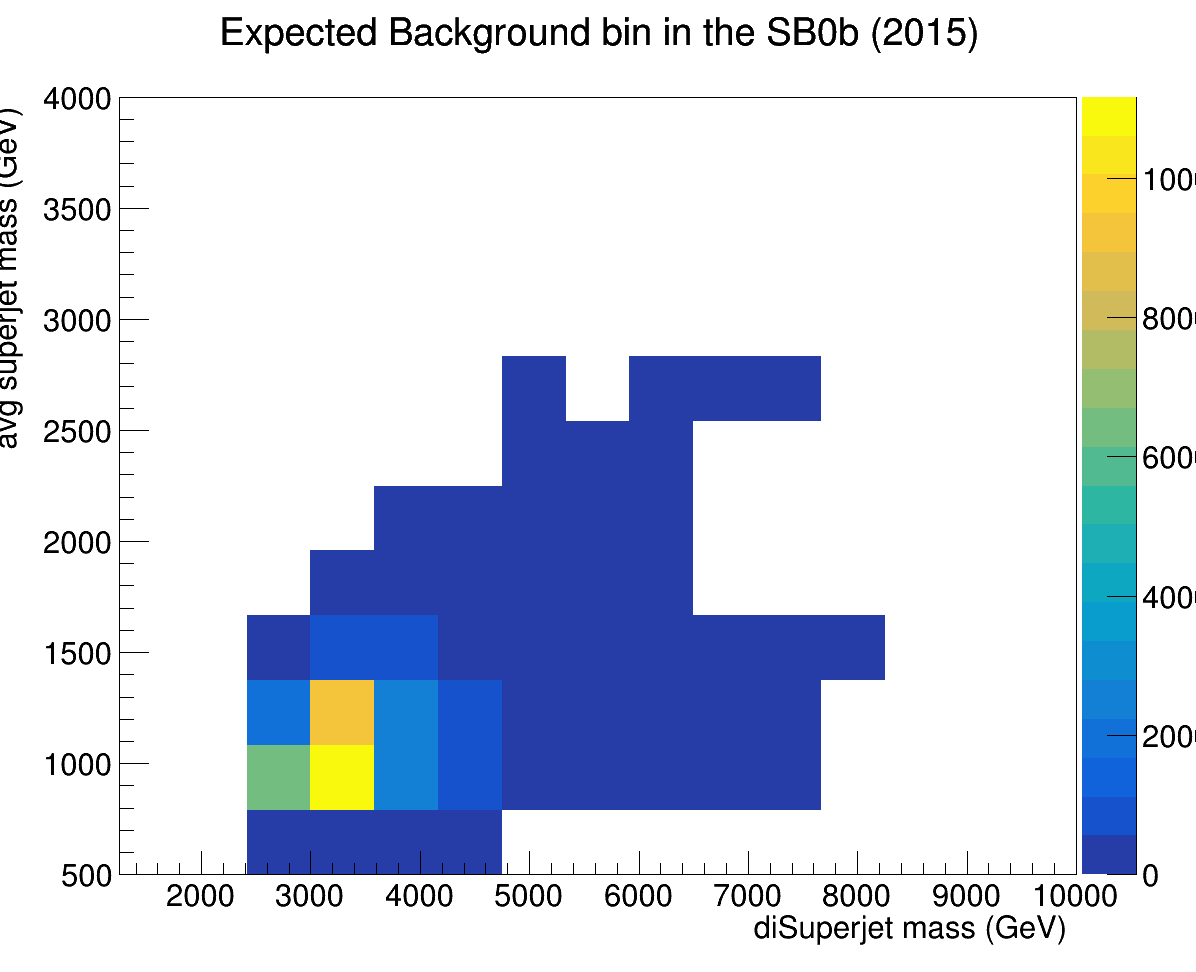 Expected Background bin in the SB0b (2015)
avg superjet mass (GeV)
4000
3500
3000
2500
2000
1500
1000
500
2000 3000 4000 5000 6000 7000 8000 9000 10000
diSuperjet mass (GeV)
0